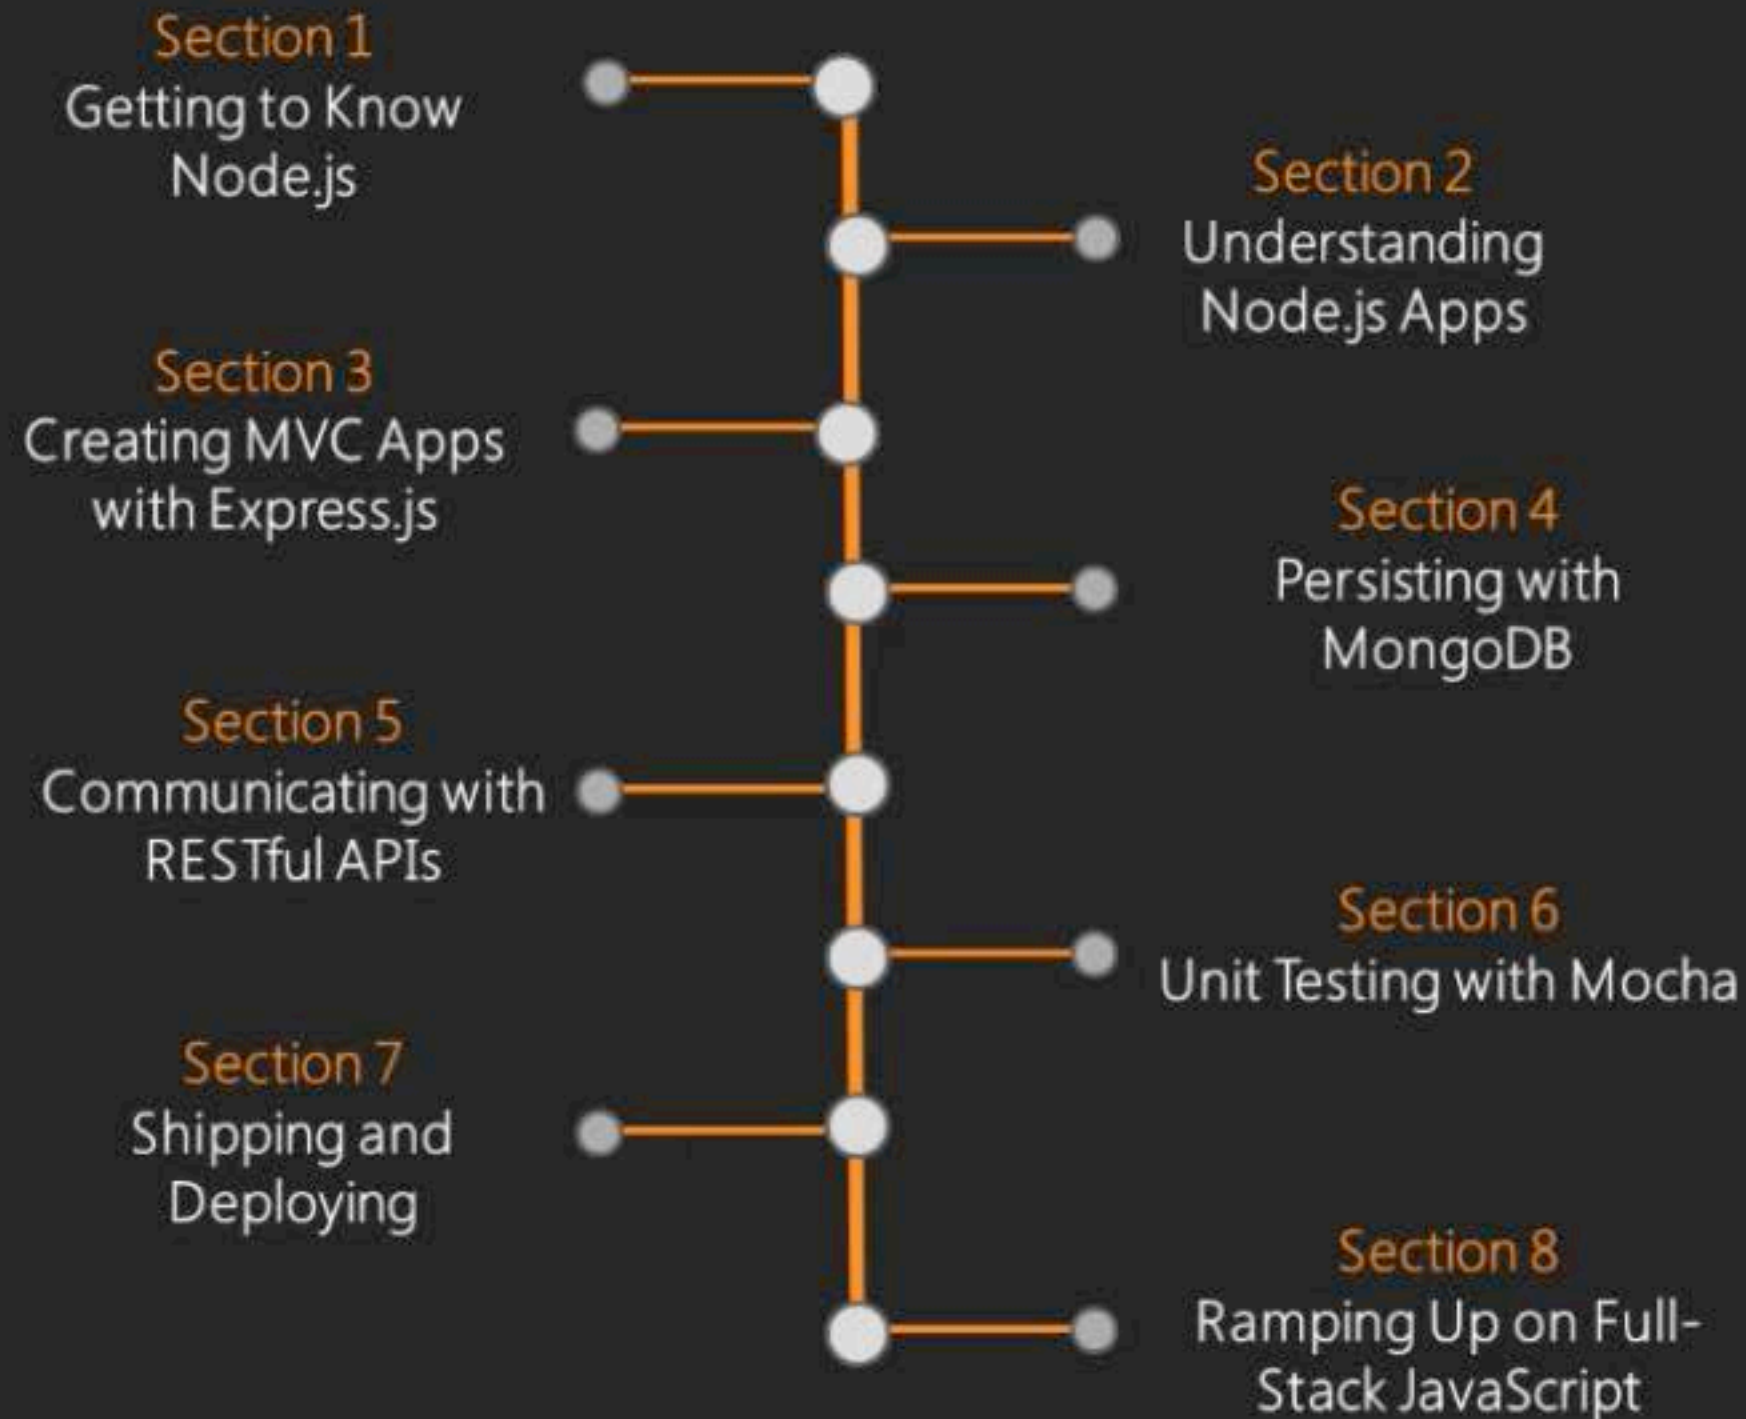 Section 1
Getting to Know
Node.js
Section 2
Understanding
Node.js Apps
Section 3
Creating MVC Apps
with Express.js
Section 4
Persisting with
MongoDB
Section 5
Communicating with
RESTful APIs
Section 6
Unit Testing with Mocha
Section 7
Shipping and
Deploying
Section 8
Ramping Up on Full-
Stack JavaScript